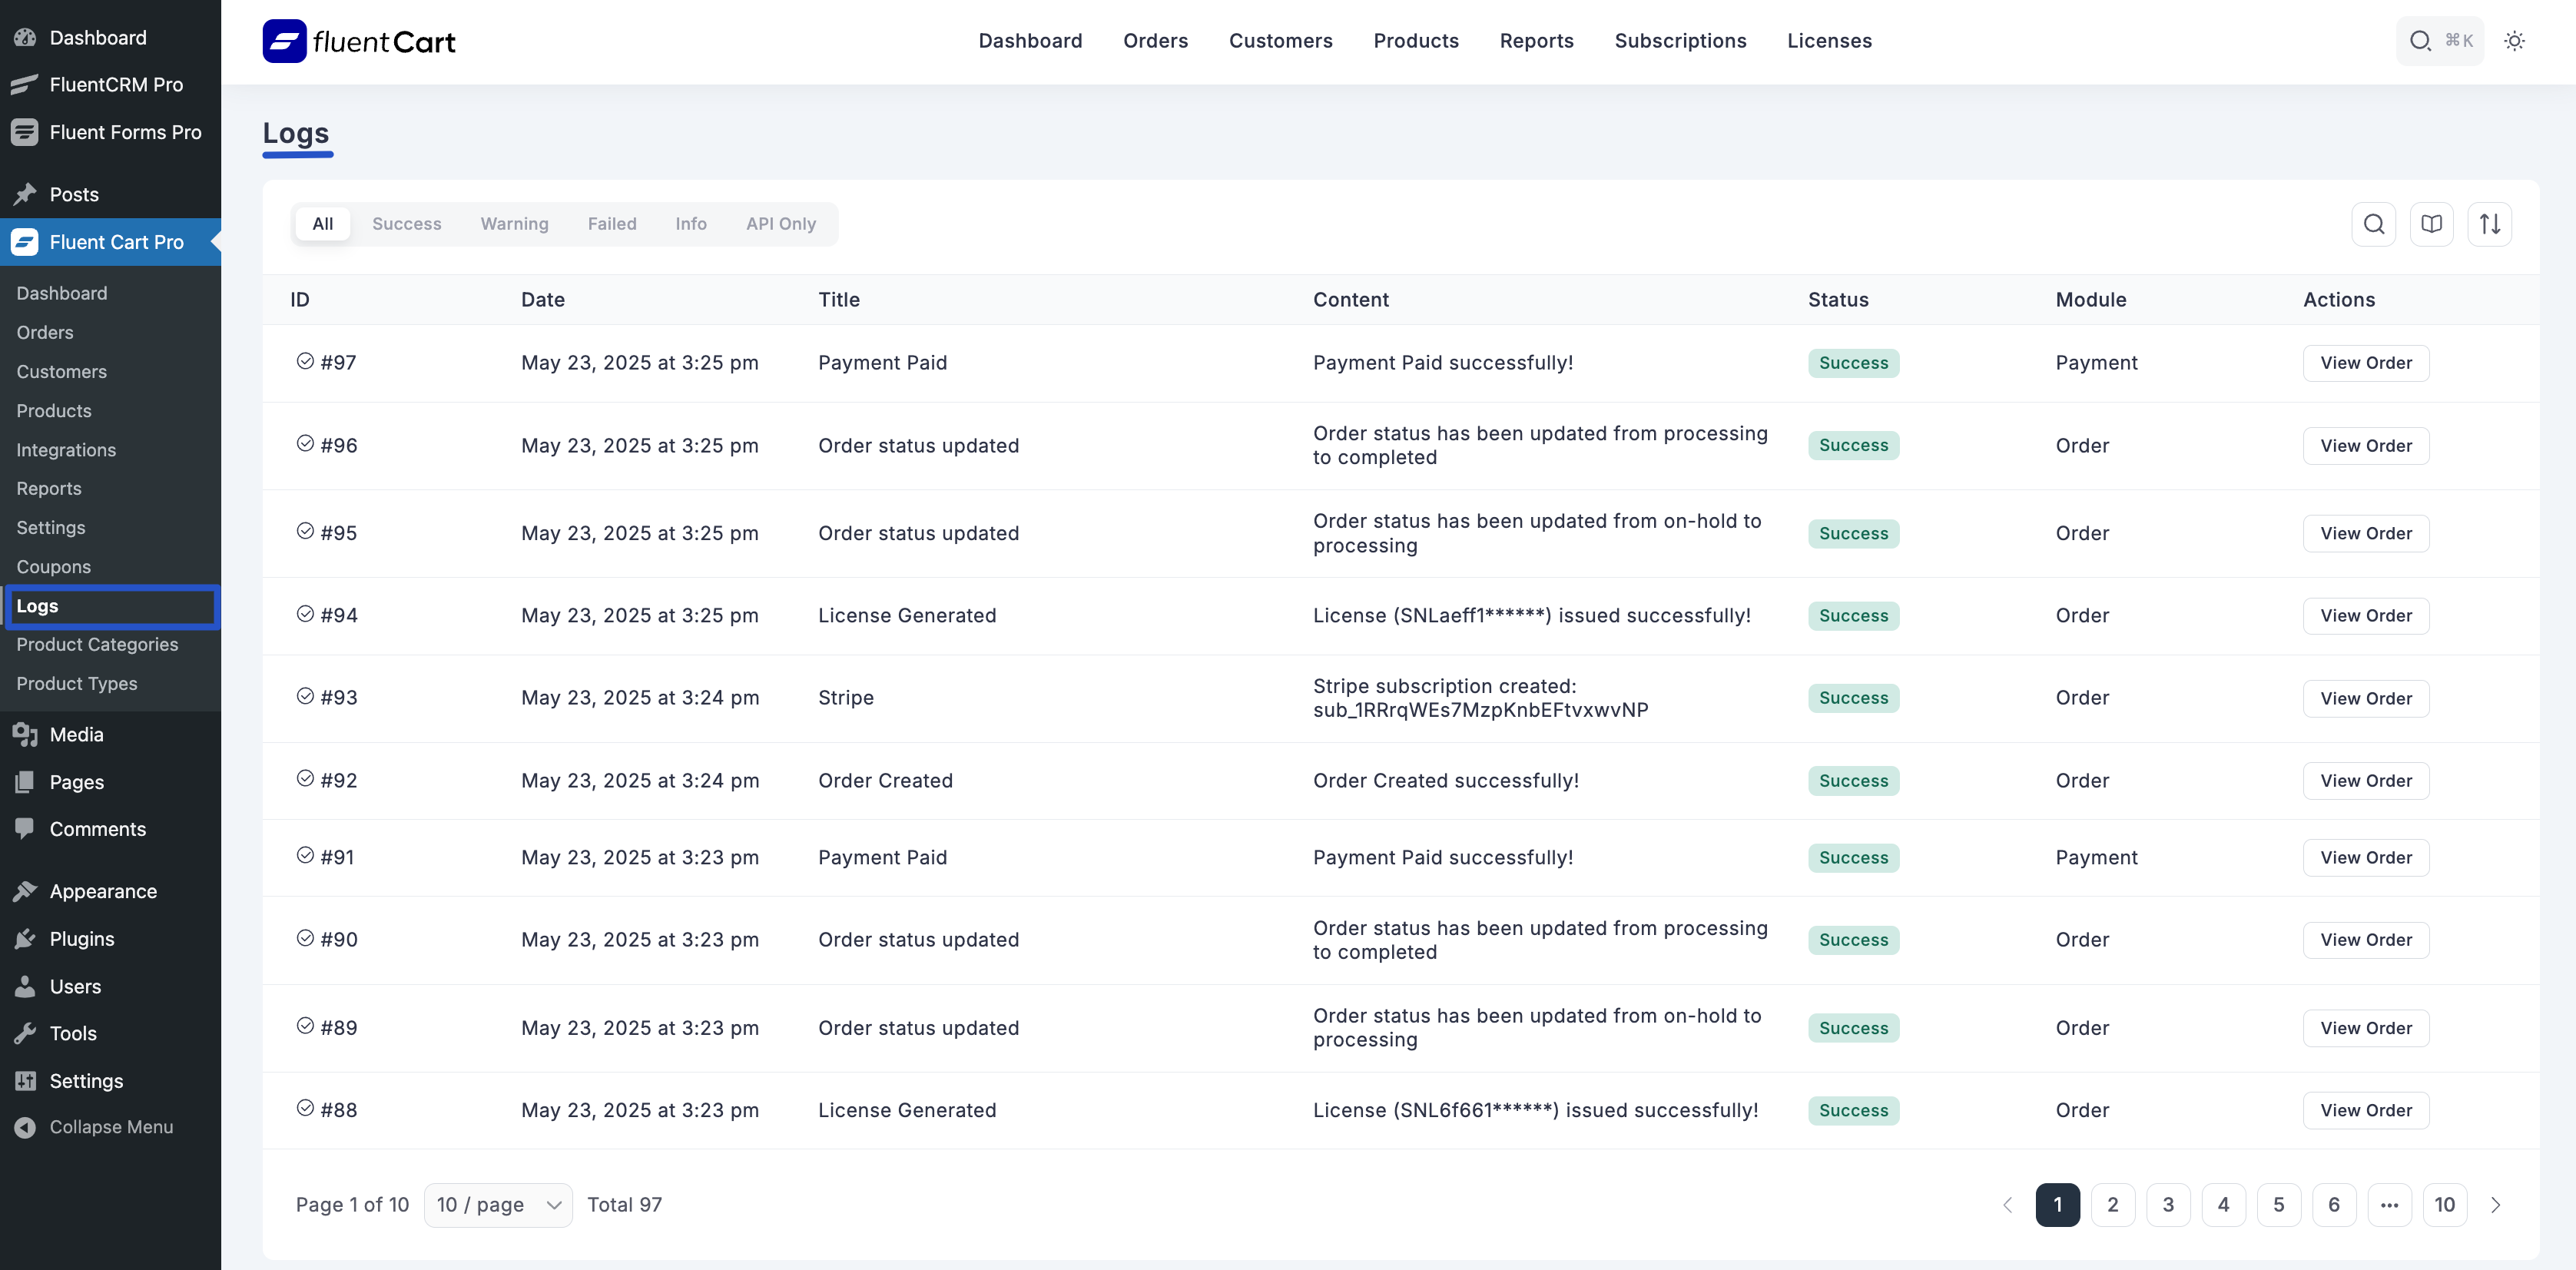 Dashboard
FluentCRM Pro
Fluent Forms Pro
Posts
Fluent Cart Pro
Dashboard
Orders
Customers
Products
Integrations
Reports
Settings
Coupons
Logs
Product Categories
Product Types
Media
Pages
Comments
Appearance
Plugins
Users
Tools
Settings
Collapse Menu
fluentCart
Dashboard Orders Customers Products Reports Subscriptions Licenses
⌘K
Logs
All Success Warning Failed Info API Only
ID Date Title Content Status Module Actions
#97 May 23, 2025 at 3:25 pm Payment Paid Payment Paid successfully! Success Payment View Order
#96 May 23, 2025 at 3:25 pm Order status updated Order status has been updated from processing
to completed Success Order View Order
#95 May 23, 2025 at 3:25 pm Order status updated Order status has been updated from on-hold to
processing Success Order View Order
#94 May 23, 2025 at 3:25 pm License Generated License (SNLaeff1******) issued successfully! Success Order View Order
#93 May 23, 2025 at 3:24 pm Stripe Stripe subscription created:
sub_1RRrqWEs7MzpKnbEFtvxwvNP Success Order View Order
#92 May 23, 2025 at 3:24 pm Order Created Order Created successfully! Success Order View Order
#91 May 23, 2025 at 3:23 pm Payment Paid Payment Paid successfully! Success Payment View Order
#90 May 23, 2025 at 3:23 pm Order status updated Order status has been updated from processing
to completed Success Order View Order
#89 May 23, 2025 at 3:23 pm Order status updated Order status has been updated from on-hold to
processing Success Order View Order
#88 May 23, 2025 at 3:23 pm License Generated License (SNL6f661******) issued successfully! Success Order View Order
Page 1 of 10 10 / page Total 97 1 2 3 4 5 6 ••• 10